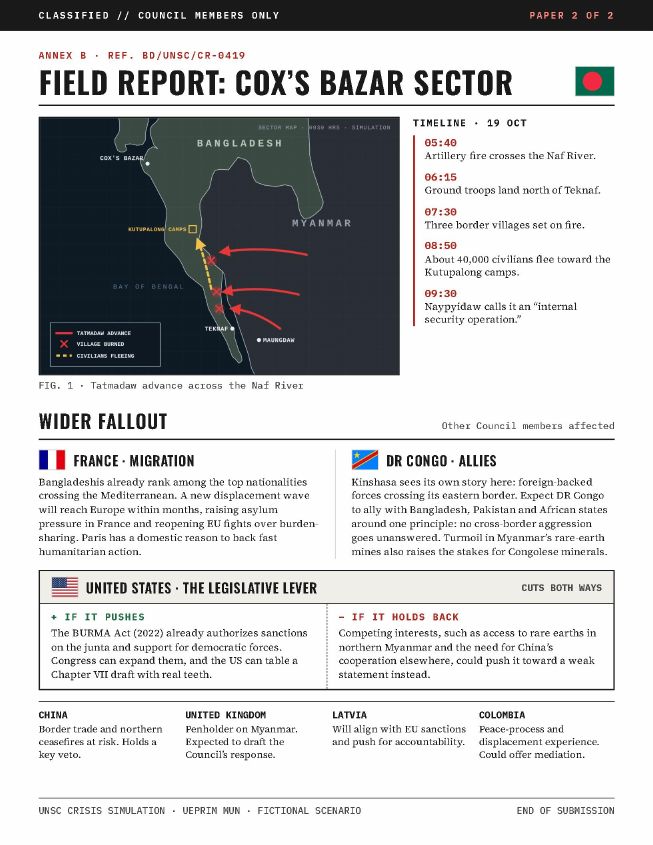 CLASSIFIED // COUNCIL MEMBERS ONLY
PAPER 2 OF 2
ANNEX B · REF. BD/UNSC/CR-0419
FIELD REPORT: COX'S BAZAR SECTOR
SECTOR MAP · 0930 HRS · SIMULATION
BANGLADESH
COX'S BAZAR
MYANMAR
KUTUPALONG CAMPS
BAY OF BENGAL
TEKNAF
MAUNGDAW
TATMADAW ADVANCE
VILLAGE BURNED
CIVILIANS FLEEING
FIG. 1 · Tatmadaw advance across the Naf River
TIMELINE · 19 OCT
05:40
Artillery fire crosses the Naf River.
06:15
Ground troops land north of Teknaf.
07:30
Three border villages set on fire.
08:50
About 40,000 civilians flee toward the
Kutupalong camps.
09:30
Naypyidaw calls it an “internal
security operation.”
WIDER FALLOUT
Other Council members affected
FRANCE · MIGRATION
Bangladeshis already rank among the top nationalities
crossing the Mediterranean. A new displacement wave
will reach Europe within months, raising asylum
pressure in France and reopening EU fights over burden-
sharing. Paris has a domestic reason to back fast
humanitarian action.
DR CONGO · ALLIES
Kinshasa sees its own story here: foreign-backed
forces crossing its eastern border. Expect DR Congo
to ally with Bangladesh, Pakistan and African states
around one principle: no cross-border aggression
goes unanswered. Turmoil in Myanmar’s rare-earth
mines also raises the stakes for Congolese minerals.
UNITED STATES · THE LEGISLATIVE LEVER
CUTS BOTH WAYS
+ IF IT PUSHES
The BURMA Act (2022) already authorizes sanctions
on the junta and support for democratic forces.
Congress can expand them, and the US can table a
Chapter VII draft with real teeth.
− IF IT HOLDS BACK
Competing interests, such as access to rare earths in
northern Myanmar and the need for China’s
cooperation elsewhere, could push it toward a weak
statement instead.
CHINA
Border trade and northern
ceasefires at risk. Holds a
key veto.
UNITED KINGDOM
Penholder on Myanmar.
Expected to draft the
Council’s response.
LATVIA
Will align with EU sanctions
and push for accountability.
COLOMBIA
Peace-process and
displacement experience.
Could offer mediation.
UNSC CRISIS SIMULATION · UEPRIM MUN · FICTIONAL SCENARIO
END OF SUBMISSION